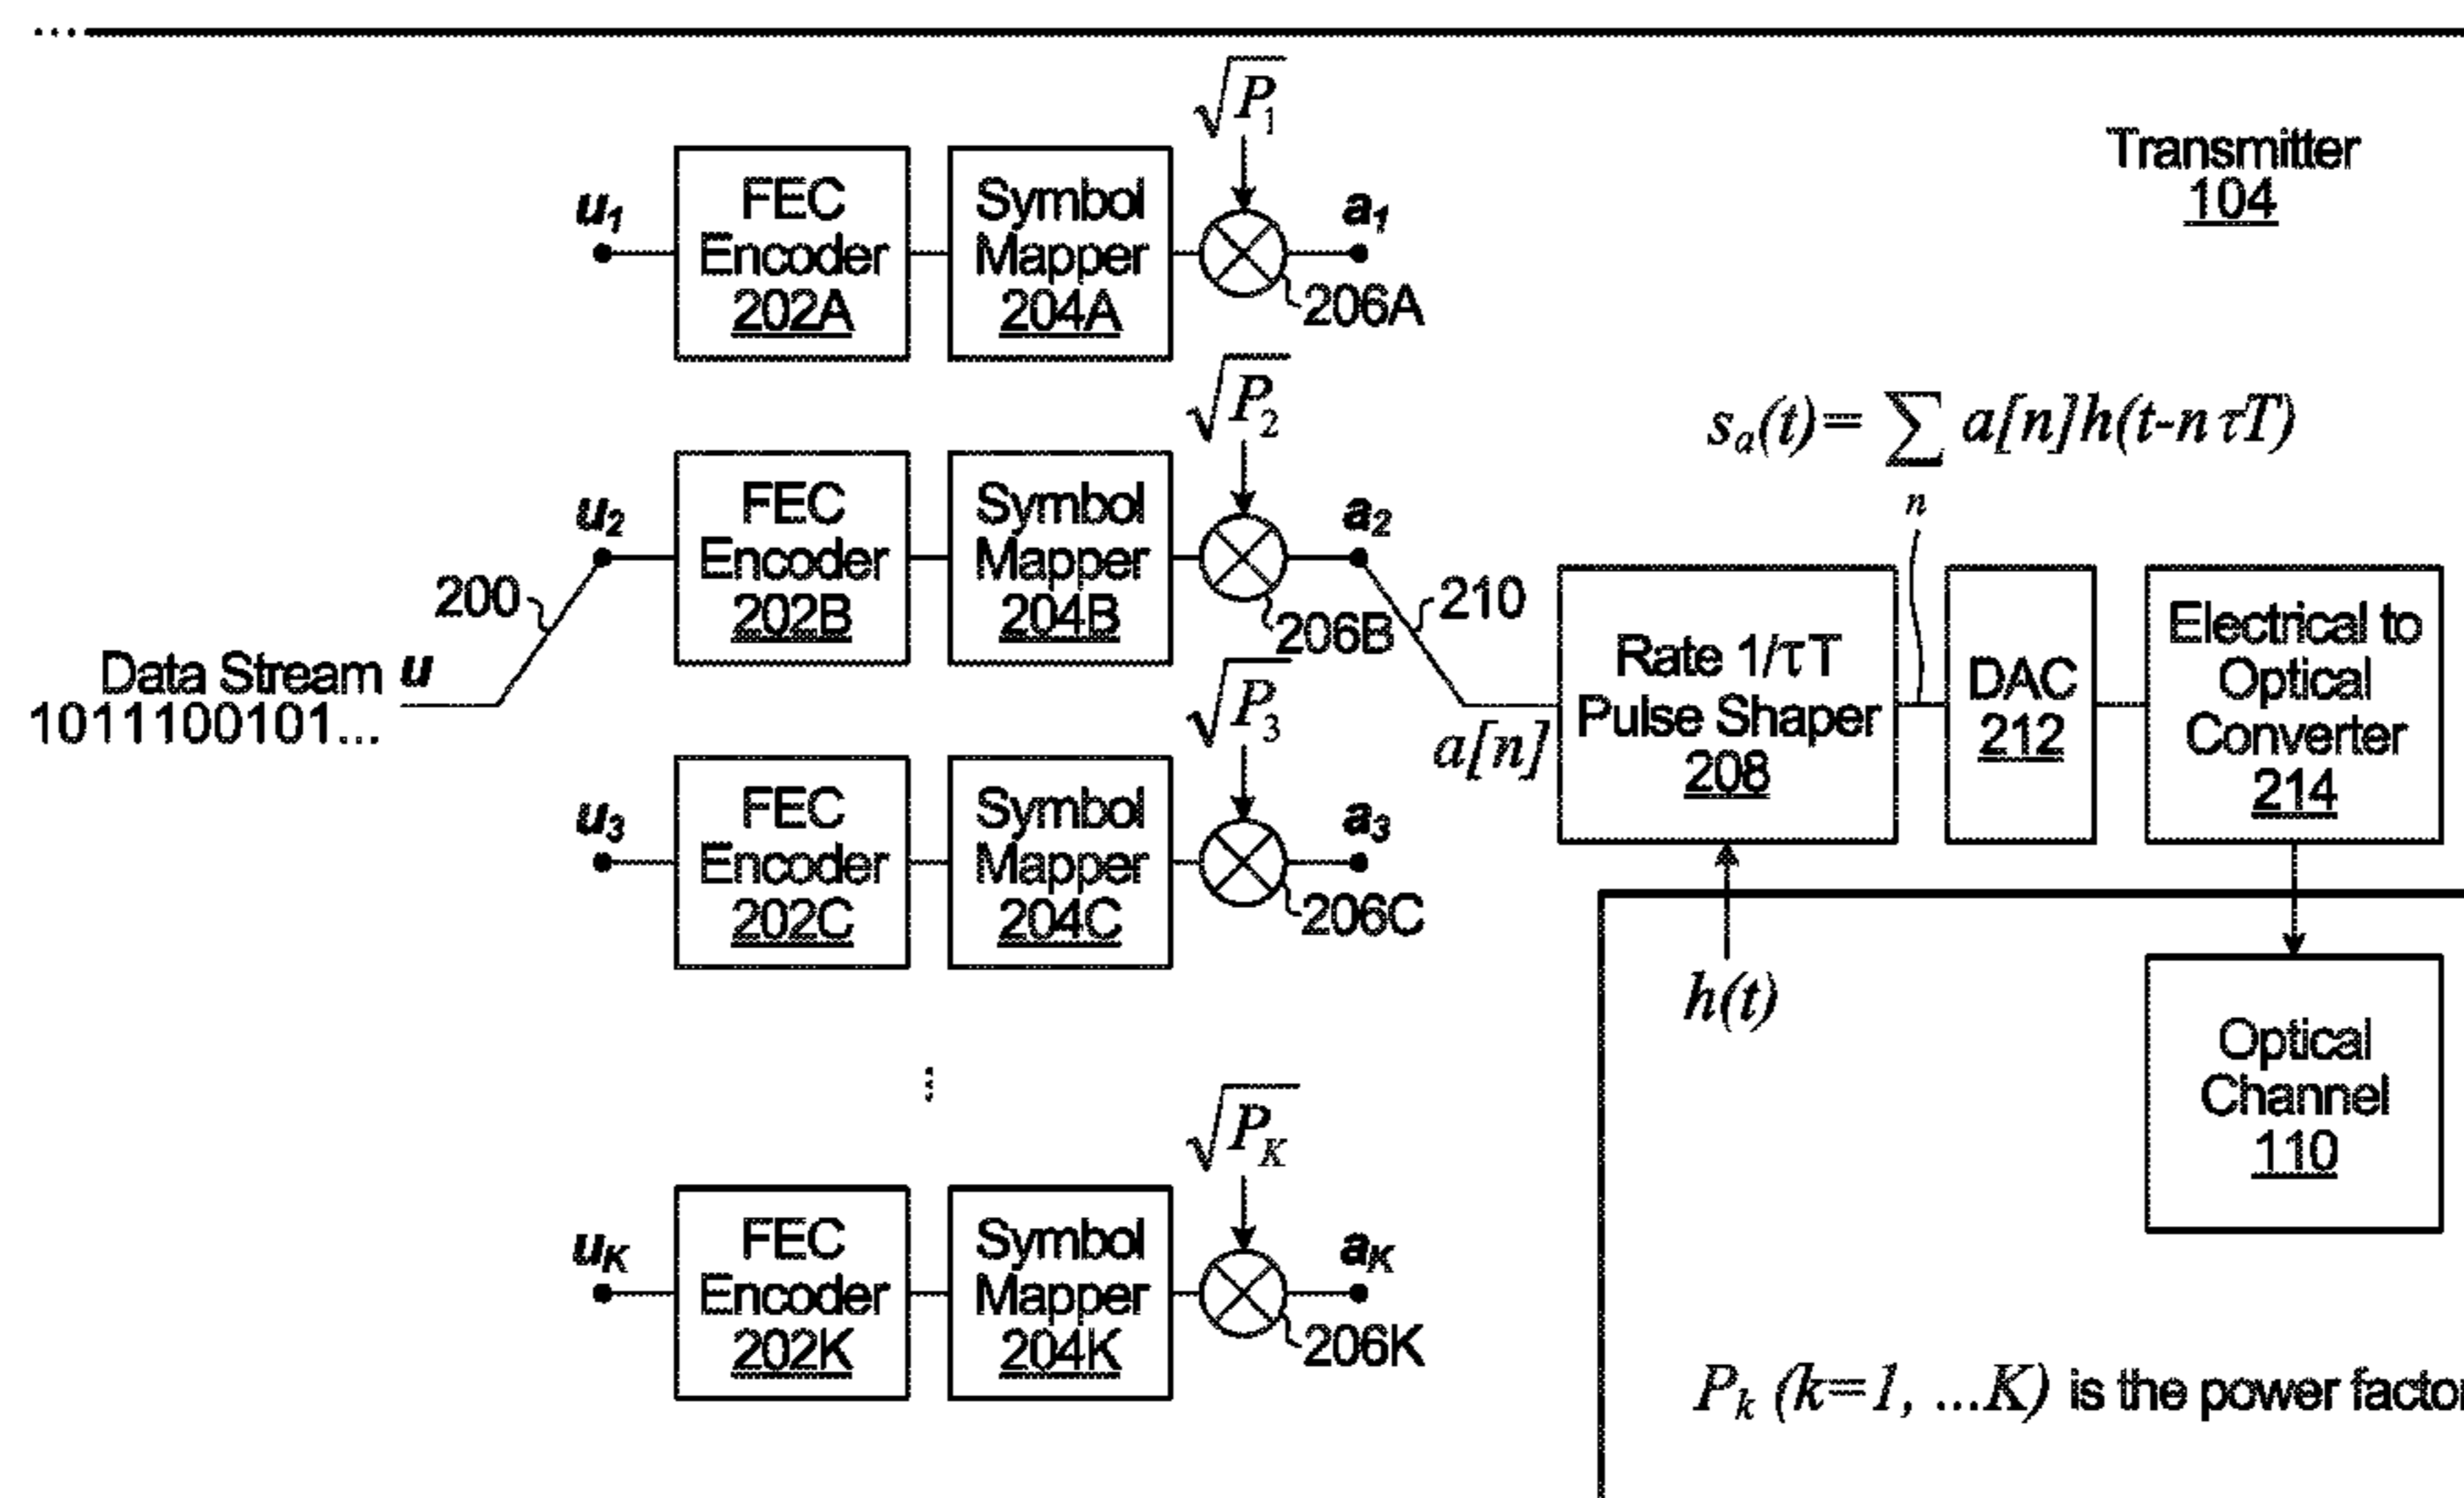 Transmitter
104
√P1
u1
FEC
Encoder
202A
Symbol
Mapper
204A
a1
206A
√P2
u2
FEC
Encoder
202B
Symbol
Mapper
204B
a2
206B
200
Data Stream u
1011100101...
210
a[n]
sa(t)= ∑ a[n]h(t-nτT)
n
Rate 1/τT
Pulse Shaper
208
DAC
212
Electrical to
Optical
Converter
214
√P3
u3
FEC
Encoder
202C
Symbol
Mapper
204C
a3
206C
h(t)
Optical
Channel
110
√PK
uK
FEC
Encoder
202K
Symbol
Mapper
204K
aK
206K
Pk (k=1, ...K) is the power factor